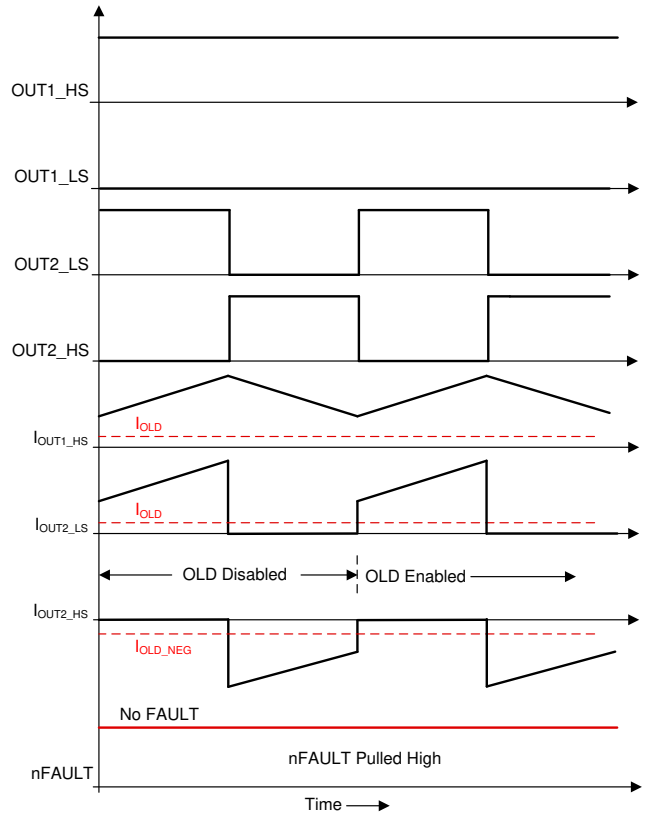 OUT1_HS
OUT1_LS
OUT2_LS
OUT2_HS
IOLD
IOUT1_HS
IOLD
IOUT2_LS
OLD Disabled
OLD Enabled
IOUT2_HS
IOLD_NEG
No FAULT
nFAULT Pulled High
nFAULT
Time